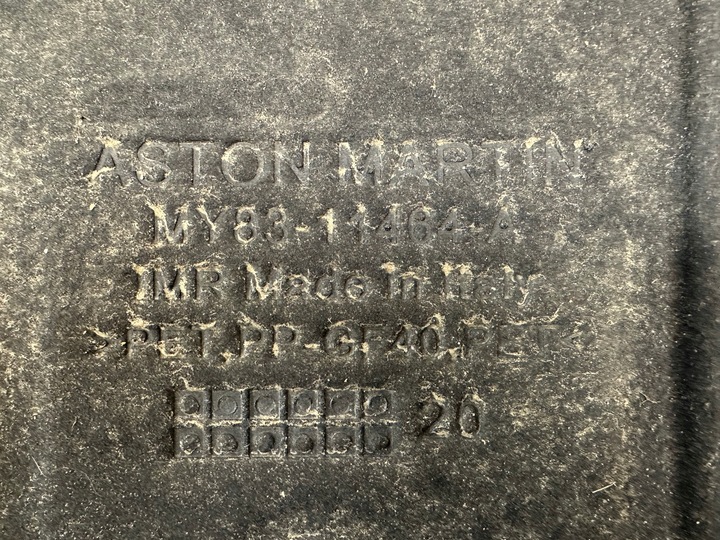 ASTON MARTIN
MY83-11464-A
IMR Made In Italy
>PET,PP-GF40,PET<
20